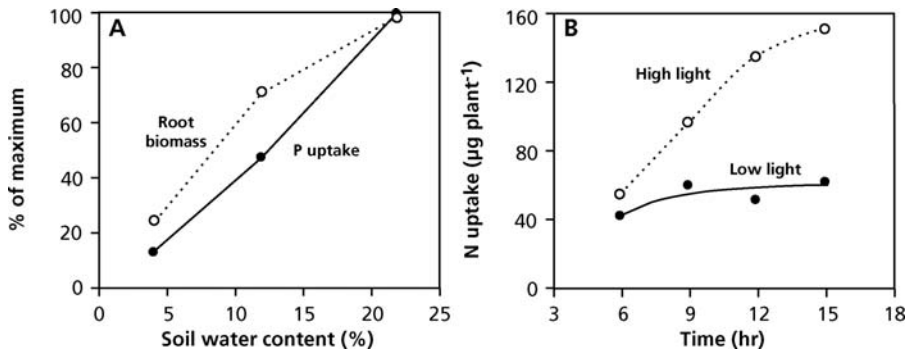 A
% of maximum
100
80
60
40
20
0
Root
biomass
P uptake
0 5 10 15 20 25
Soil water content (%)
B
N uptake (µg plant⁻¹)
160
120
80
40
0
High light
Low light
3 6 9 12 15 18
Time (hr)